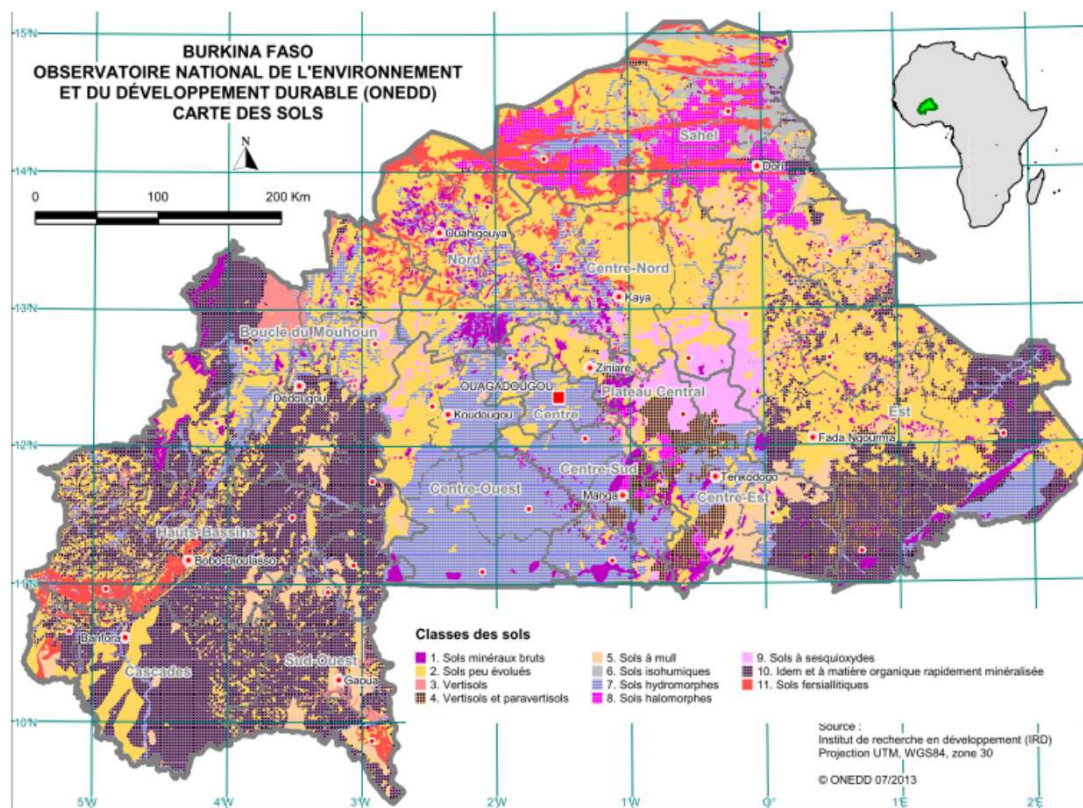 BURKINA FASO
OBSERVATOIRE NATIONAL DE L'ENVIRONNEMENT
ET DU DÉVELOPPEMENT DURABLE (ONEDD)
CARTE DES SOLS
N
0 100 200 Km
15°N
14°N
13°N
12°N
11°N
10°N
Sahel
Dori
Ouahigouya
Nord
Centre-Nord
Kaya
Boucle du Mouhoun
Dédougou
Ziniare
OUAGADOUGOU
Plateau Central
Koudougou
Centre
Est
Fada Ngourma
Centre-Sud
Tenkodogo
Centre-Ouest
Manga
Centre-Est
Hauts-Bassins
Bobo-Dioulasso
Banfora
Cascades
Sud-Ouest
Gaoua
Classes des sols
1. Sols minéraux bruts
2. Sols peu évolués
3. Vertisols
4. Vertisols et paravertisols
5. Sols à mull
6. Sols isohumiques
7. Sols hydromorphes
8. Sols halomorphes
9. Sols à sesquioxydes
10. Idem et à matière organique rapidement minéralisée
11. Sols fersiallitiques
Source :
Institut de recherche en développement (IRD)
Projection UTM, WGS84, zone 30
© ONEDD 07/2013
5°W 4°W 3°W 2°W 1°W 0° 1°E 2°E